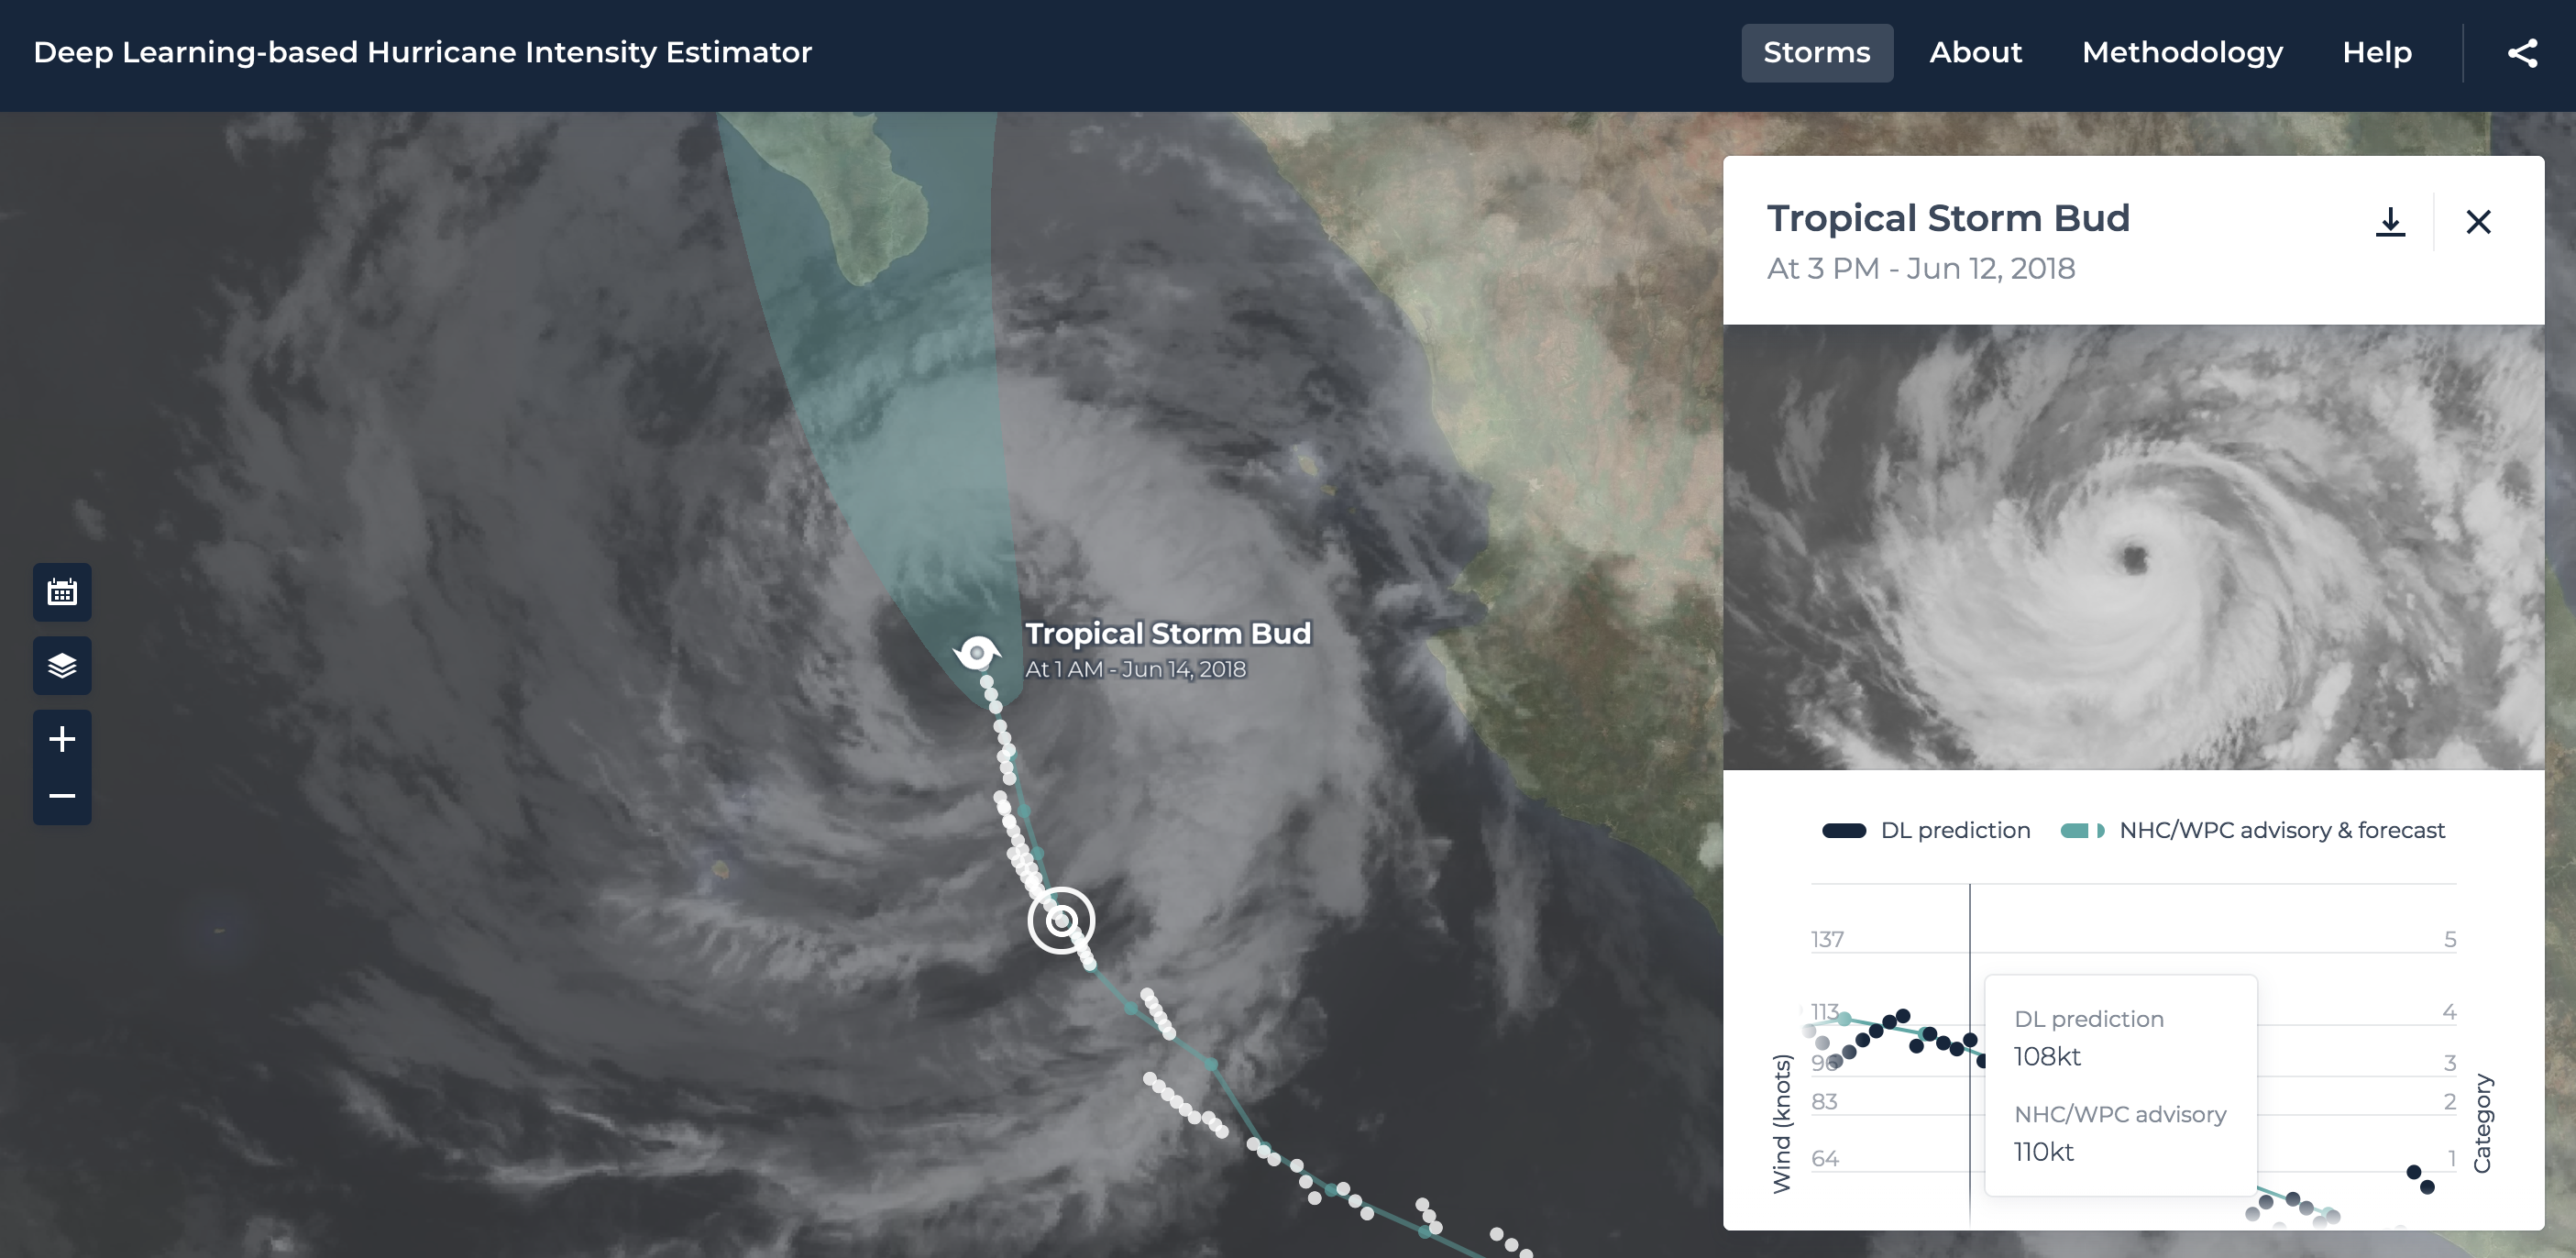 Deep Learning-based Hurricane Intensity Estimator
Storms
About
Methodology
Help
Tropical Storm Bud
At 1 AM - Jun 14, 2018
Tropical Storm Bud
At 3 PM - Jun 12, 2018
DL prediction
NHC/WPC advisory & forecast
Wind (knots)
137
113
96
83
64
5
4
3
2
1
Category
DL prediction
108kt
NHC/WPC advisory
110kt